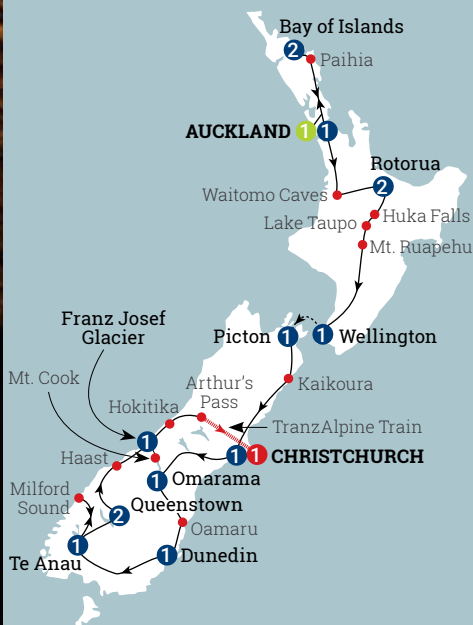 Bay of Islands
2
Paihia
AUCKLAND 1 1
Rotorua
2
Waitomo Caves
Huka Falls
Lake Taupo
Mt. Ruapehu
Franz Josef
Glacier
Picton 1
1 Wellington
Mt. Cook
Arthur's
Pass
Kaikoura
Hokitika
TranzAlpine Train
1
1 1 CHRISTCHURCH
Haast
1 Omarama
Milford
Sound
Queenstown
2
Oamaru
Te Anau 1
1 Dunedin